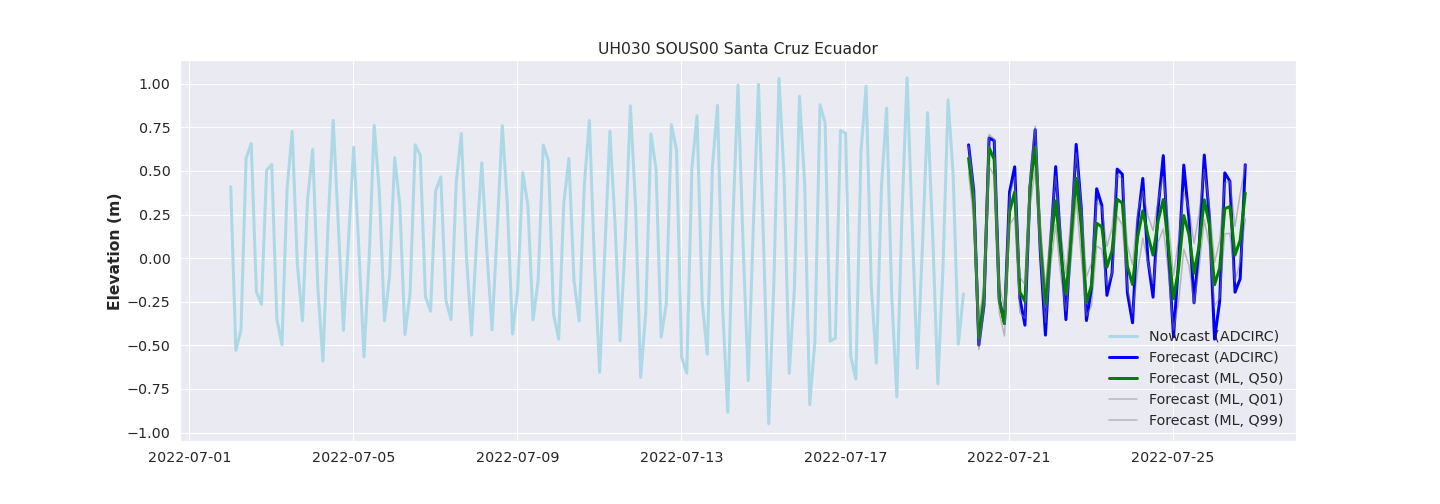 UH030 SOUS00 Santa Cruz Ecuador
Elevation (m)
1.00
0.75
0.50
0.25
0.00
−0.25
−0.50
−0.75
−1.00
Nowcast (ADCIRC)
Forecast (ADCIRC)
Forecast (ML, Q50)
Forecast (ML, Q01)
Forecast (ML, Q99)
2022-07-01 2022-07-05 2022-07-09 2022-07-13 2022-07-17 2022-07-21 2022-07-25